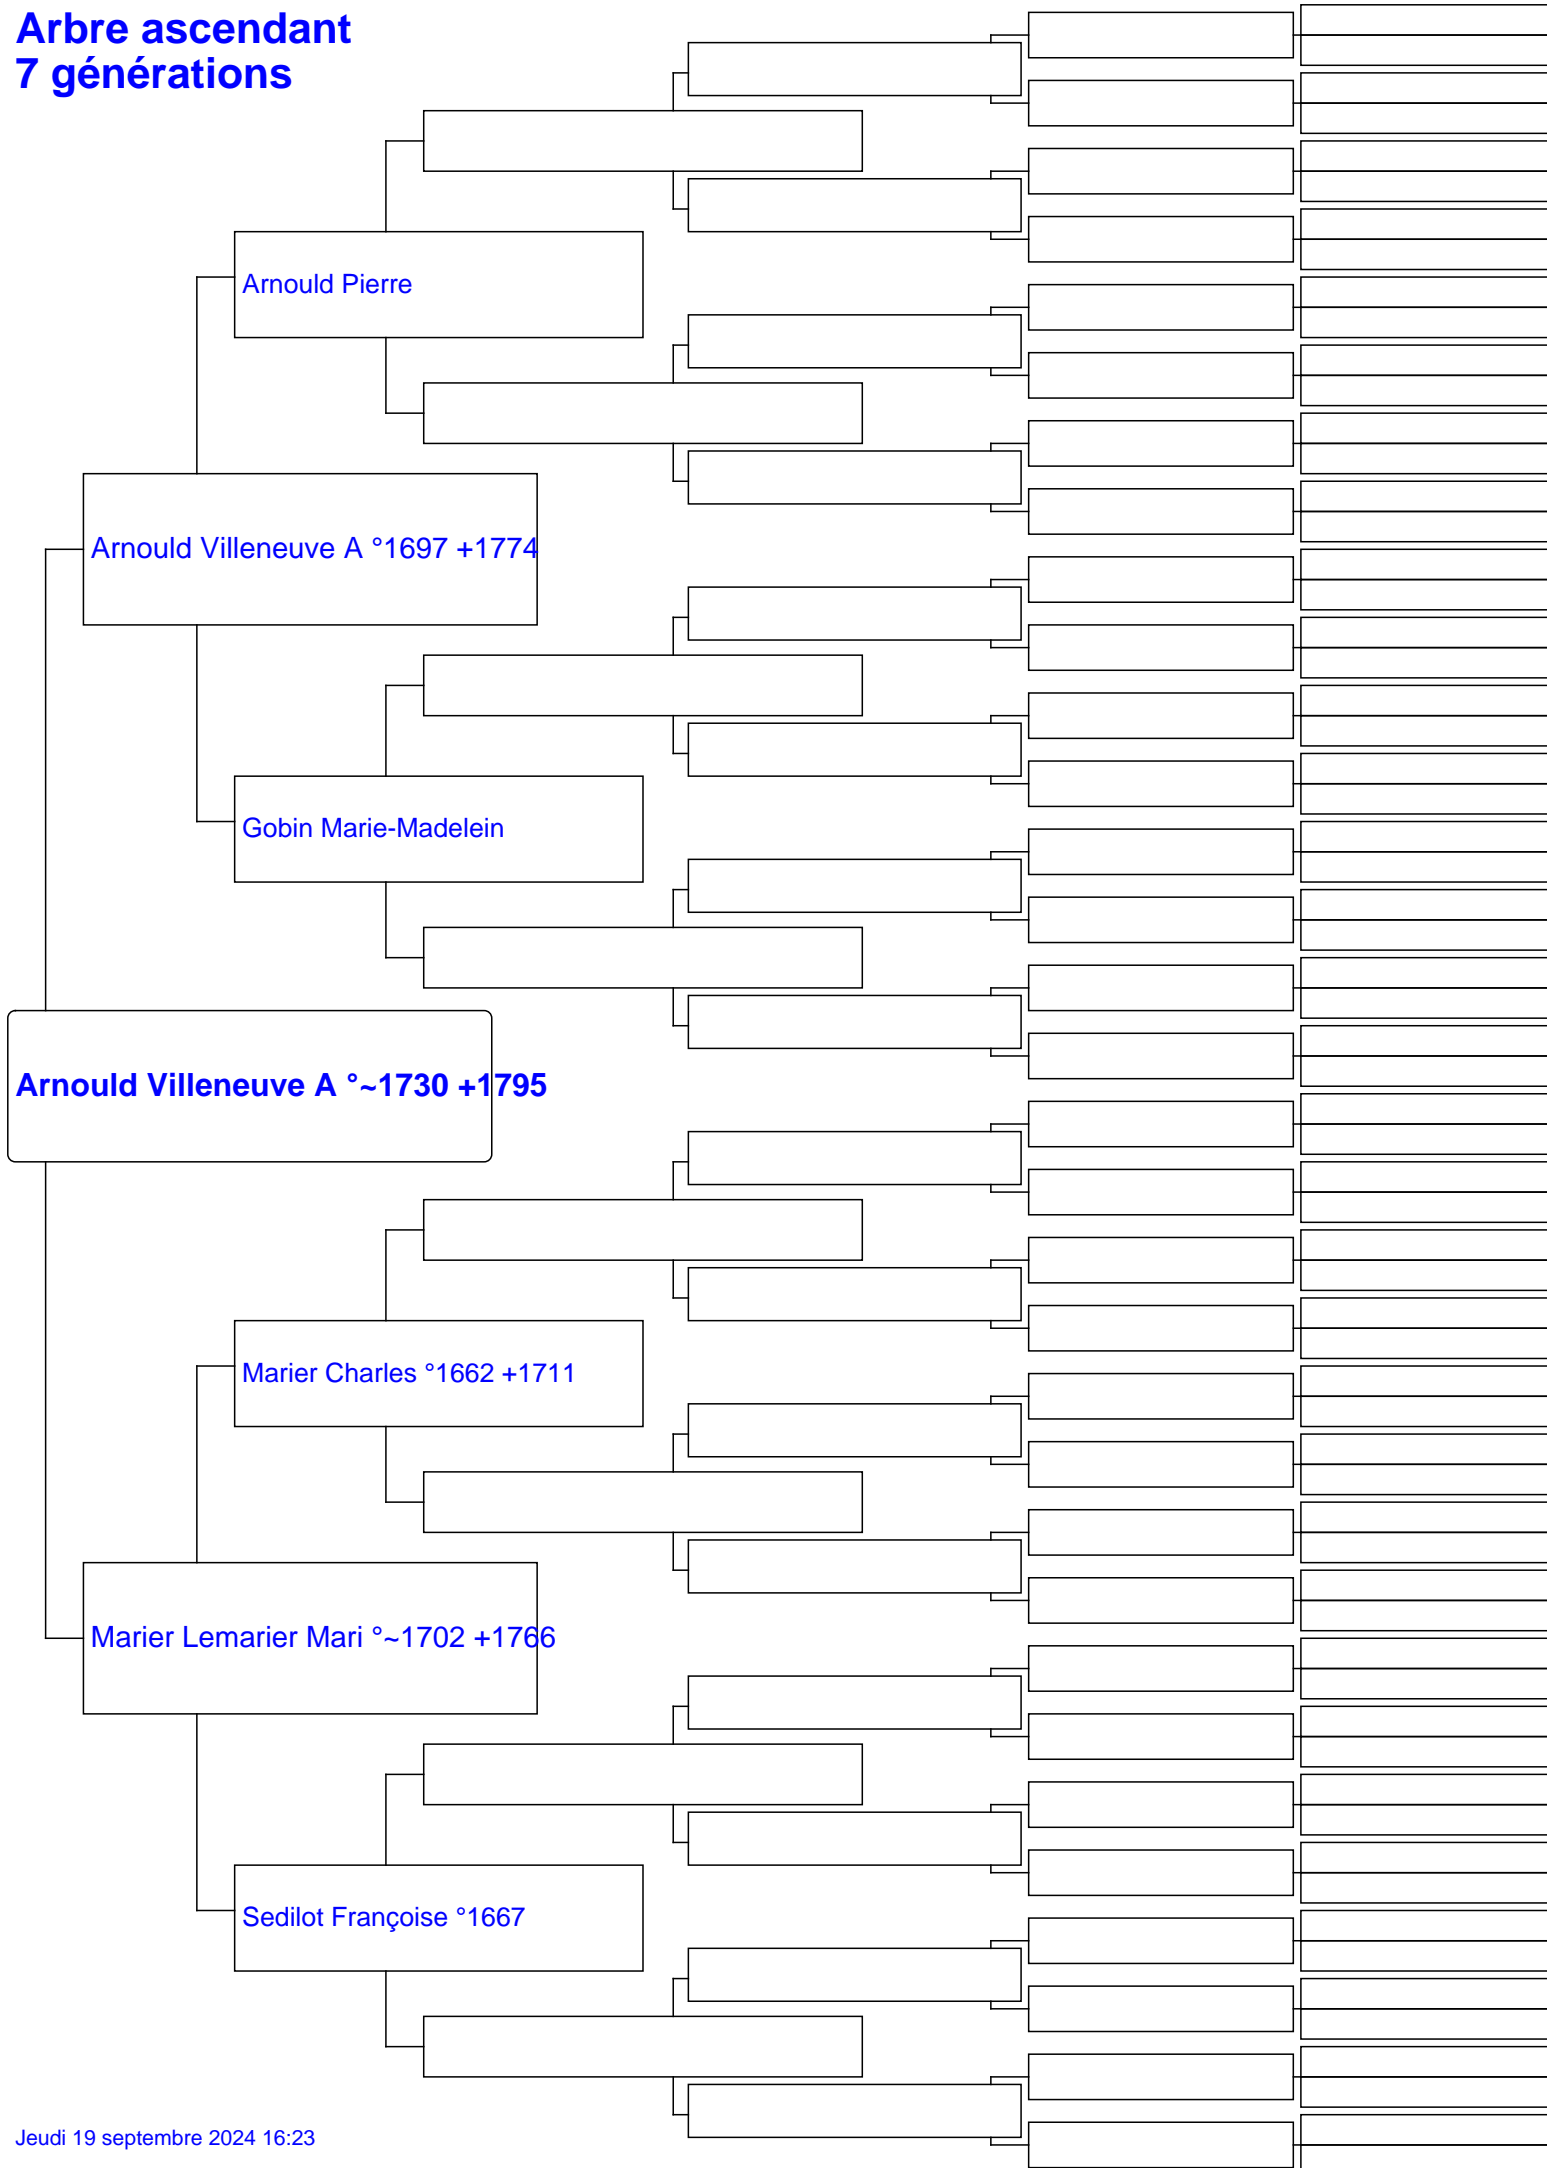 Arbre ascendant
7 générations
Arnould Pierre
Arnould Villeneuve A °1697 +1774
Gobin Marie-Madelein
Arnould Villeneuve A °~1730 +1795
Marier Charles °1662 +1711
Marier Lemarier Mari °~1702 +1766
Sedilot Françoise °1667
Jeudi 19 septembre 2024 16:23